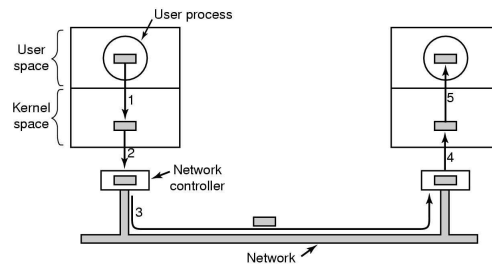 User process
User
space
1
5
Kernel
space
2
4
Network
controller
3
Network